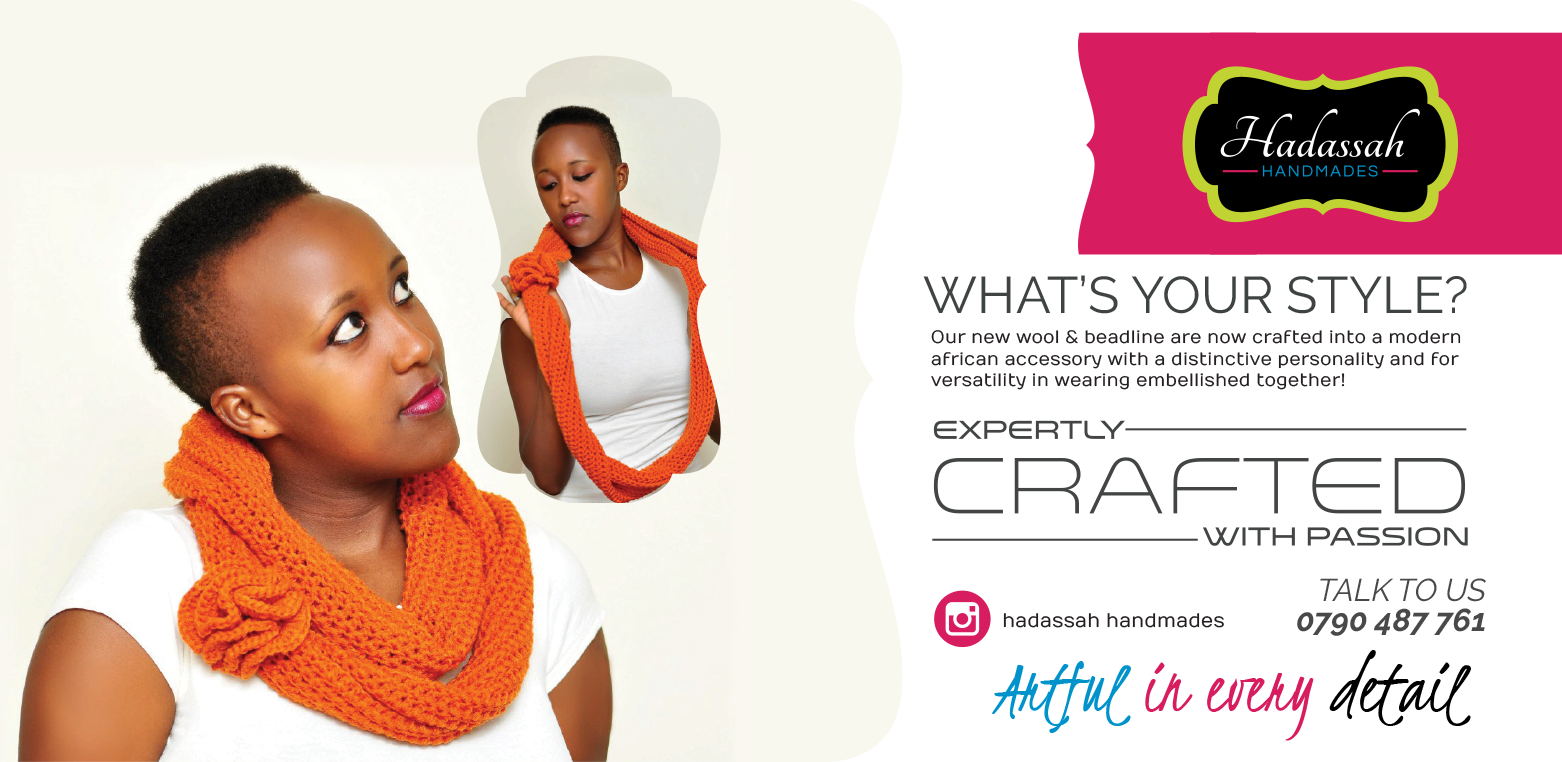 Hadassah
HANDMADES
WHAT'S YOUR STYLE?
Our new wool & beadline are now crafted into a modern
african accessory with a distinctive personality and for
versatility in wearing embellished together!
EXPERTLY
CRAFTED
WITH PASSION
hadassah handmades
TALK TO US
0790 487 761
Artful in every detail